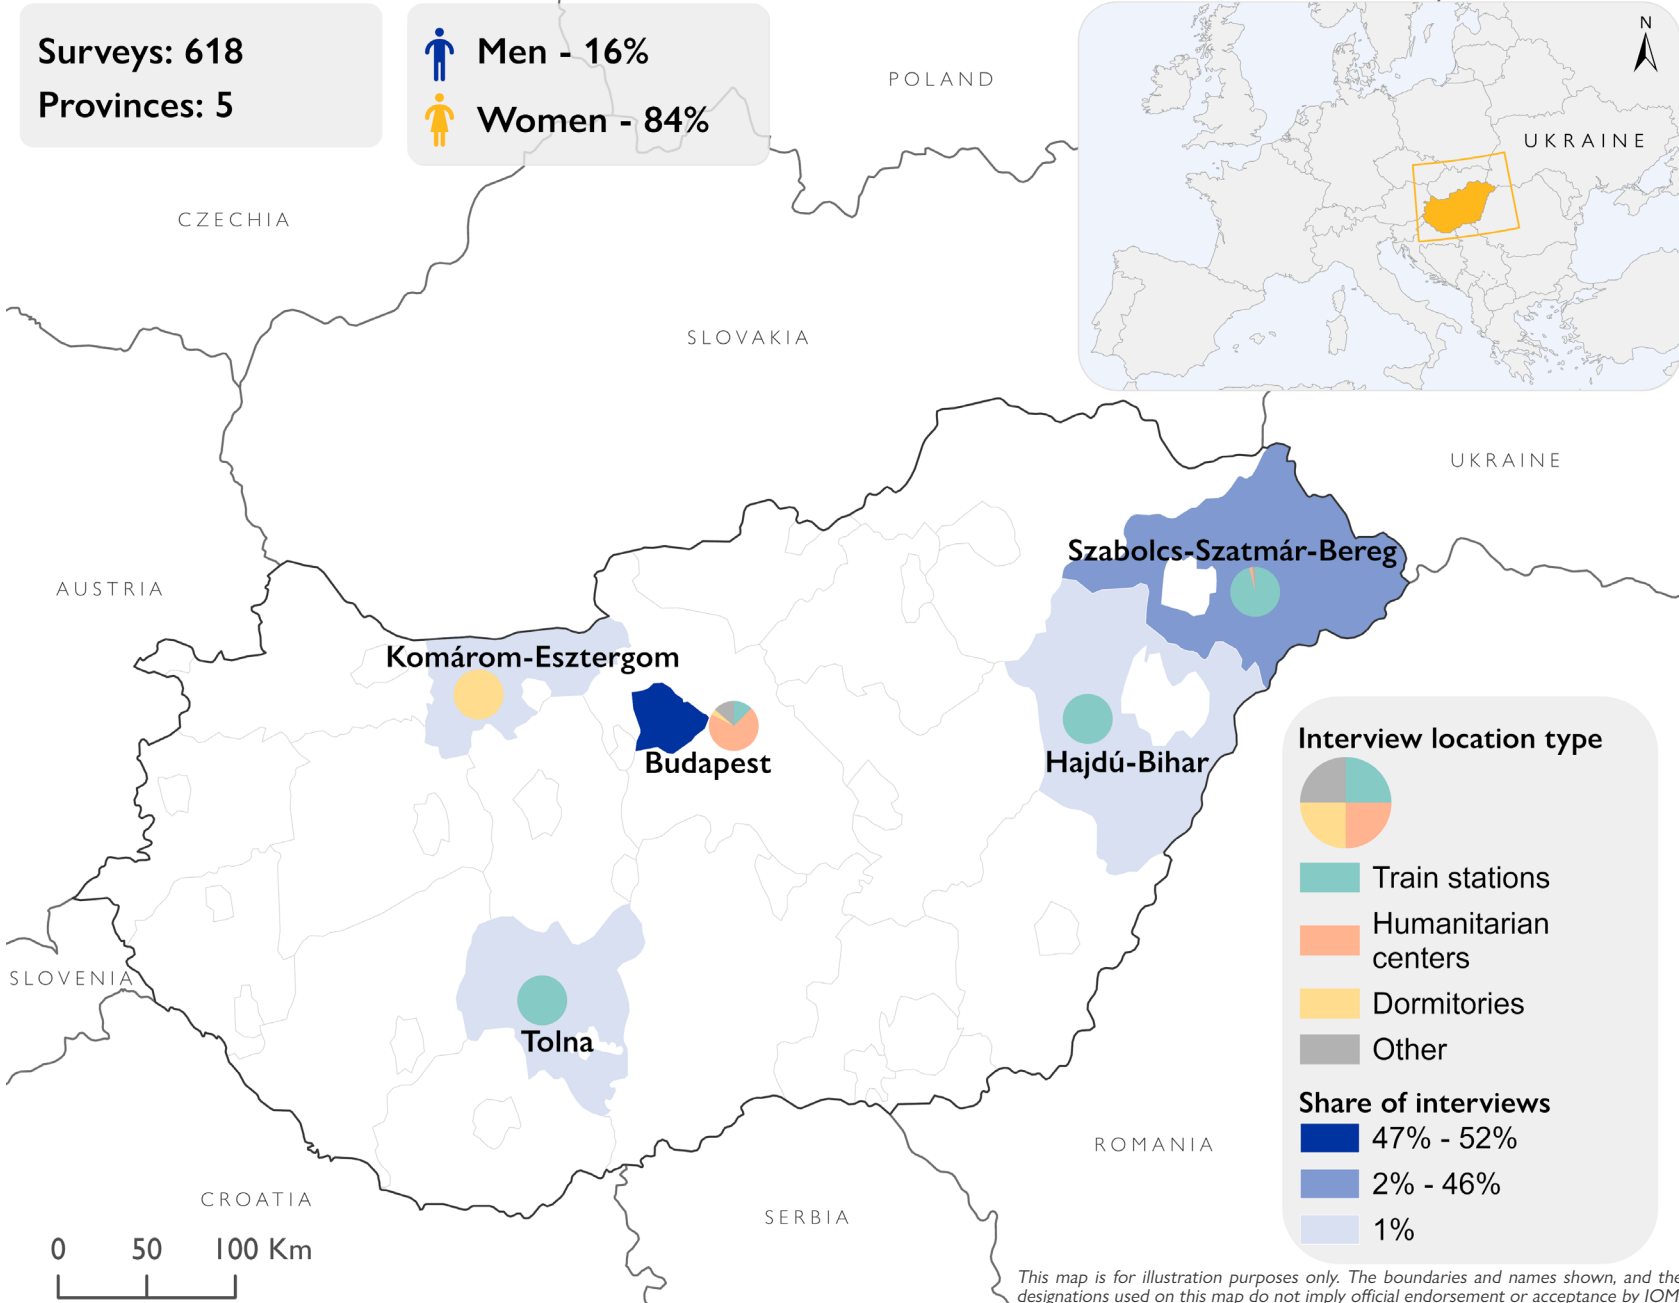 Surveys: 618
Provinces: 5
Men - 16%
Women - 84%
POLAND
N
UKRAINE
CZECHIA
SLOVAKIA
UKRAINE
Szabolcs-Szatmár-Bereg
AUSTRIA
Komárom-Esztergom
Budapest
Hajdú-Bihar
SLOVENIA
Tolna
Interview location type
Train stations
Humanitarian
centers
Dormitories
Other
Share of interviews
47% - 52%
2% - 46%
1%
ROMANIA
CROATIA
SERBIA
0 50 100 Km
This map is for illustration purposes only. The boundaries and names shown, and the
designations used on this map do not imply official endorsement or acceptance by IOM